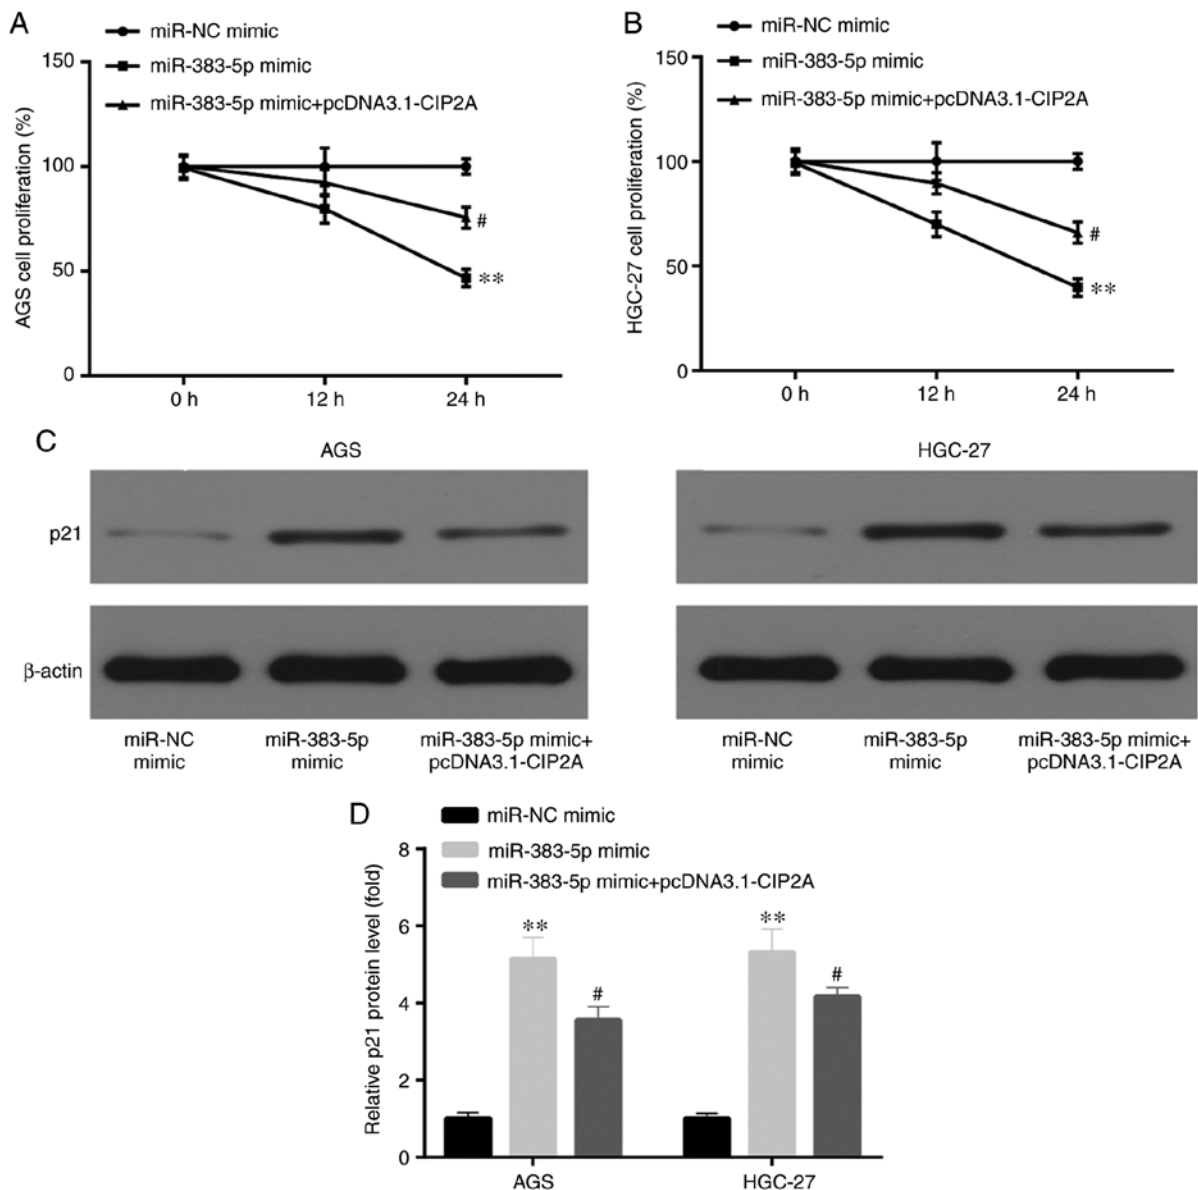 A
miR-NC mimic
miR-383-5p mimic
miR-383-5p mimic+pcDNA3.1-CIP2A
AGS cell proliferation (%)
150
100
50
0
#
**
0 h 12 h 24 h
B
miR-NC mimic
miR-383-5p mimic
miR-383-5p mimic+pcDNA3.1-CIP2A
HGC-27 cell proliferation (%)
150
100
50
0
#
**
0 h 12 h 24 h
C
AGS HGC-27
p21
β-actin
miR-NC mimic
miR-383-5p mimic
miR-383-5p mimic+
pcDNA3.1-CIP2A
miR-NC mimic
miR-383-5p mimic
miR-383-5p mimic+
pcDNA3.1-CIP2A
D
miR-NC mimic
miR-383-5p mimic
miR-383-5p mimic+pcDNA3.1-CIP2A
Relative p21 protein level (fold)
8
6
4
2
0
** # ** #
AGS HGC-27